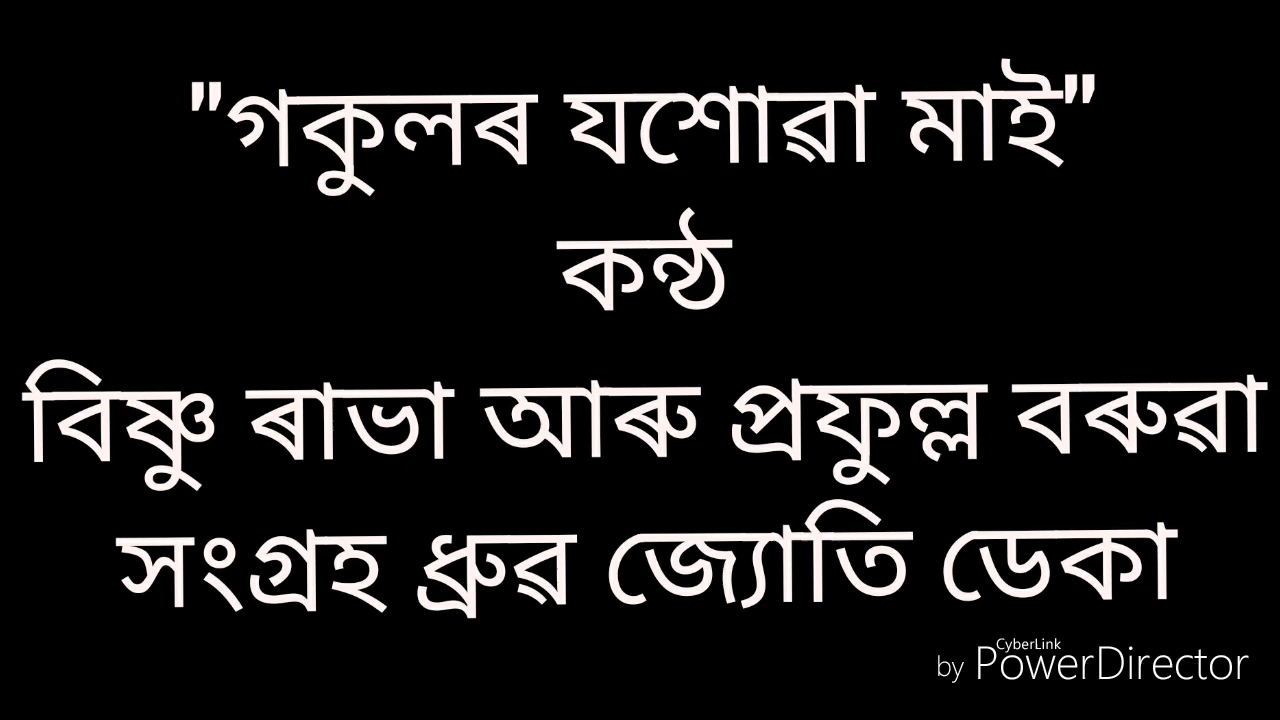 "গকুলৰ যশোৱা মাই"
কন্ঠ
বিষ্ণু ৰাভা আৰু প্ৰফুল্ল বৰুৱা
সংগ্ৰহ ধ্ৰুৱ জ্যোতি ডেকা
CyberLink
by PowerDirector